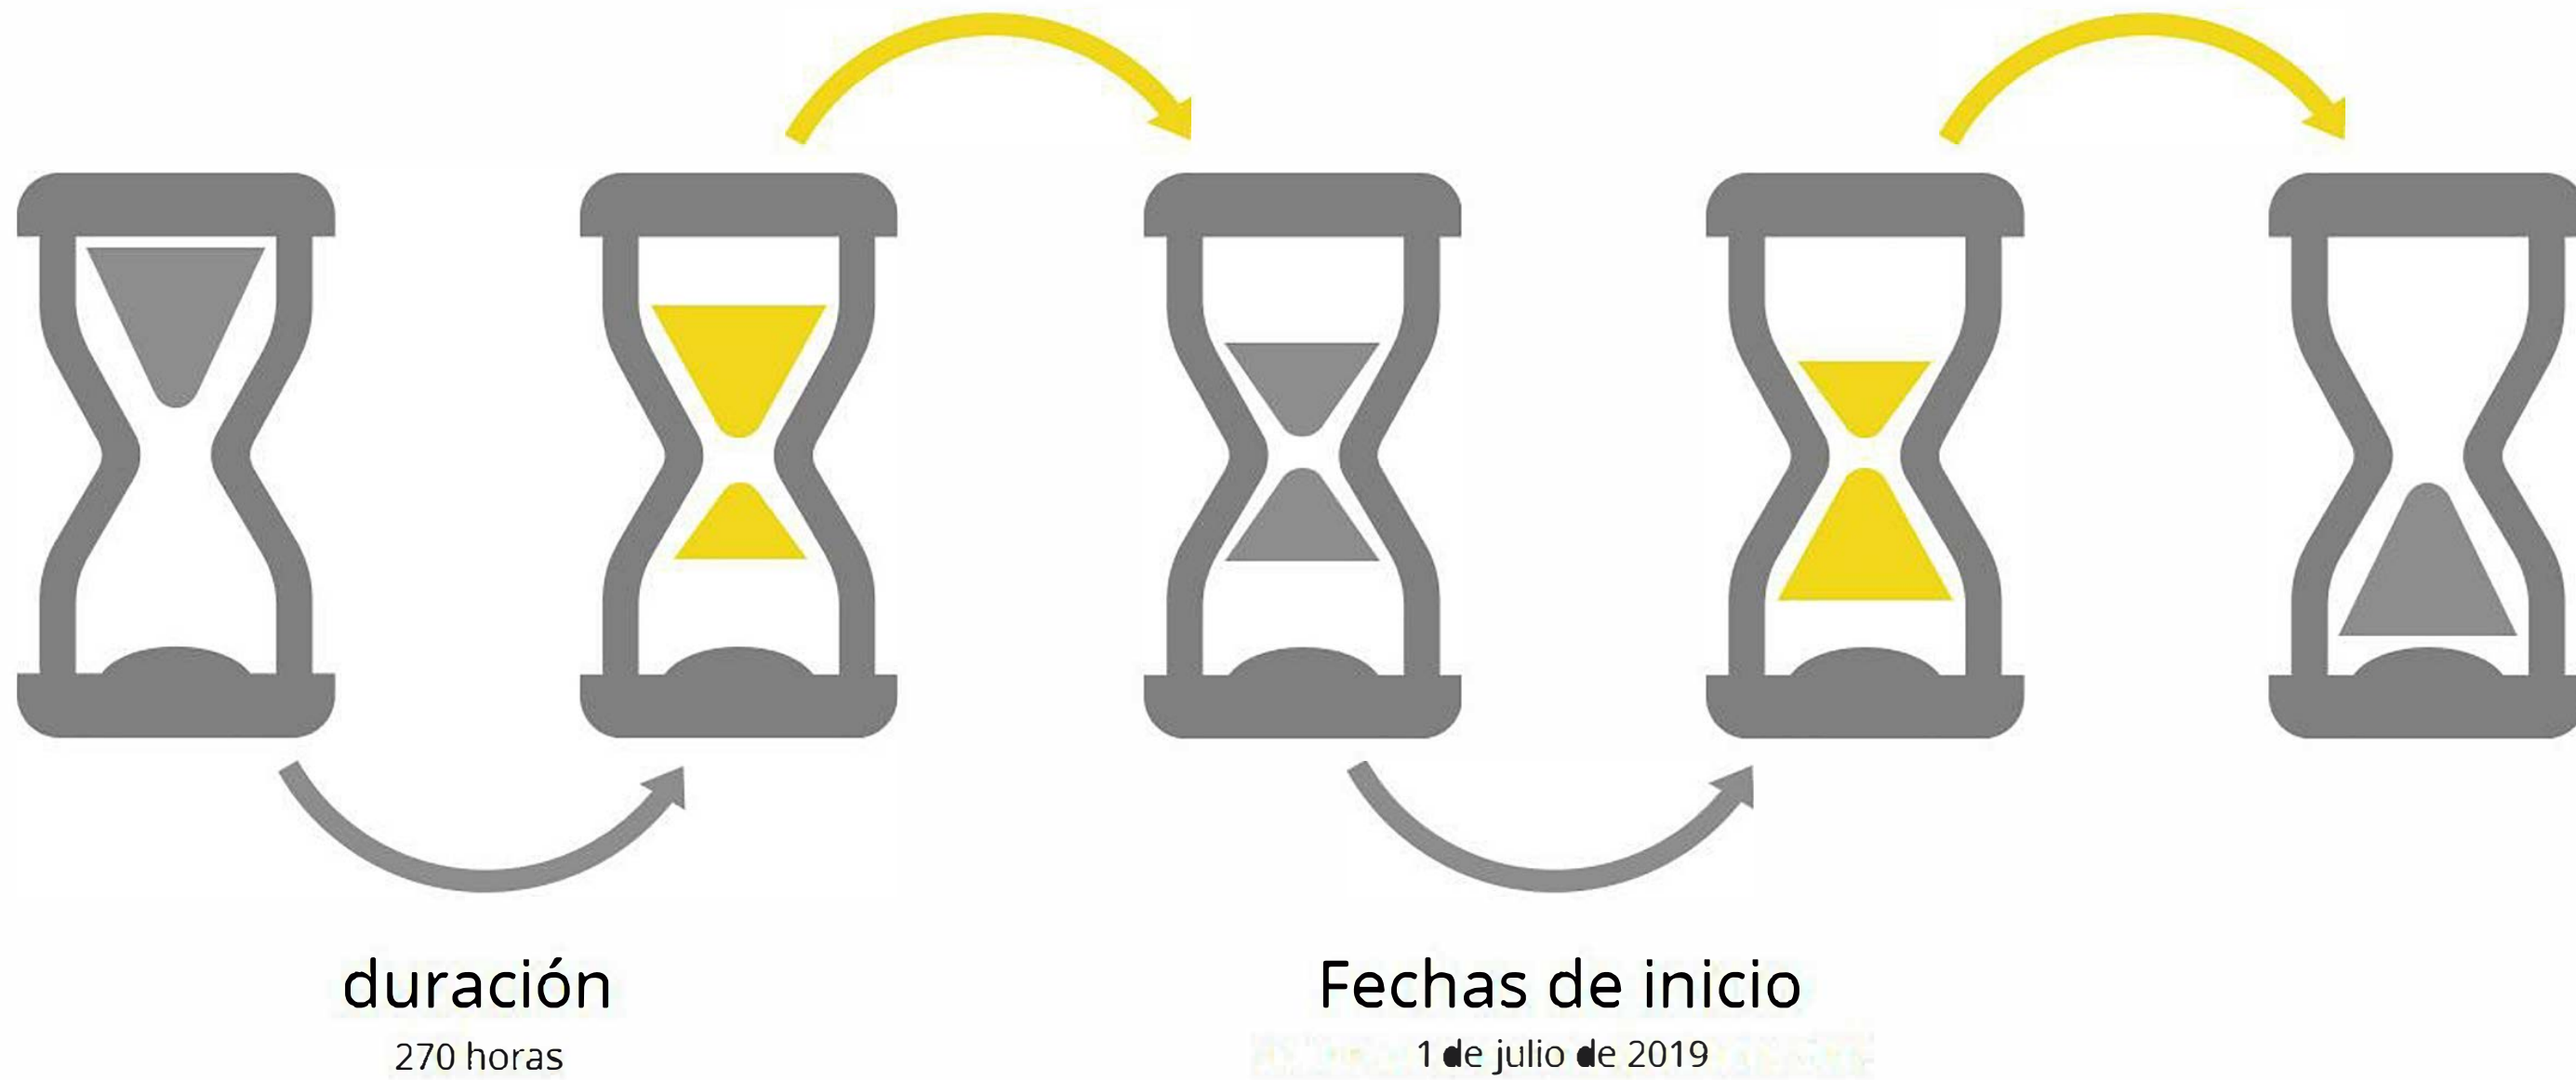 duración
270 horas
Fechas de inicio
1 de julio de 2019